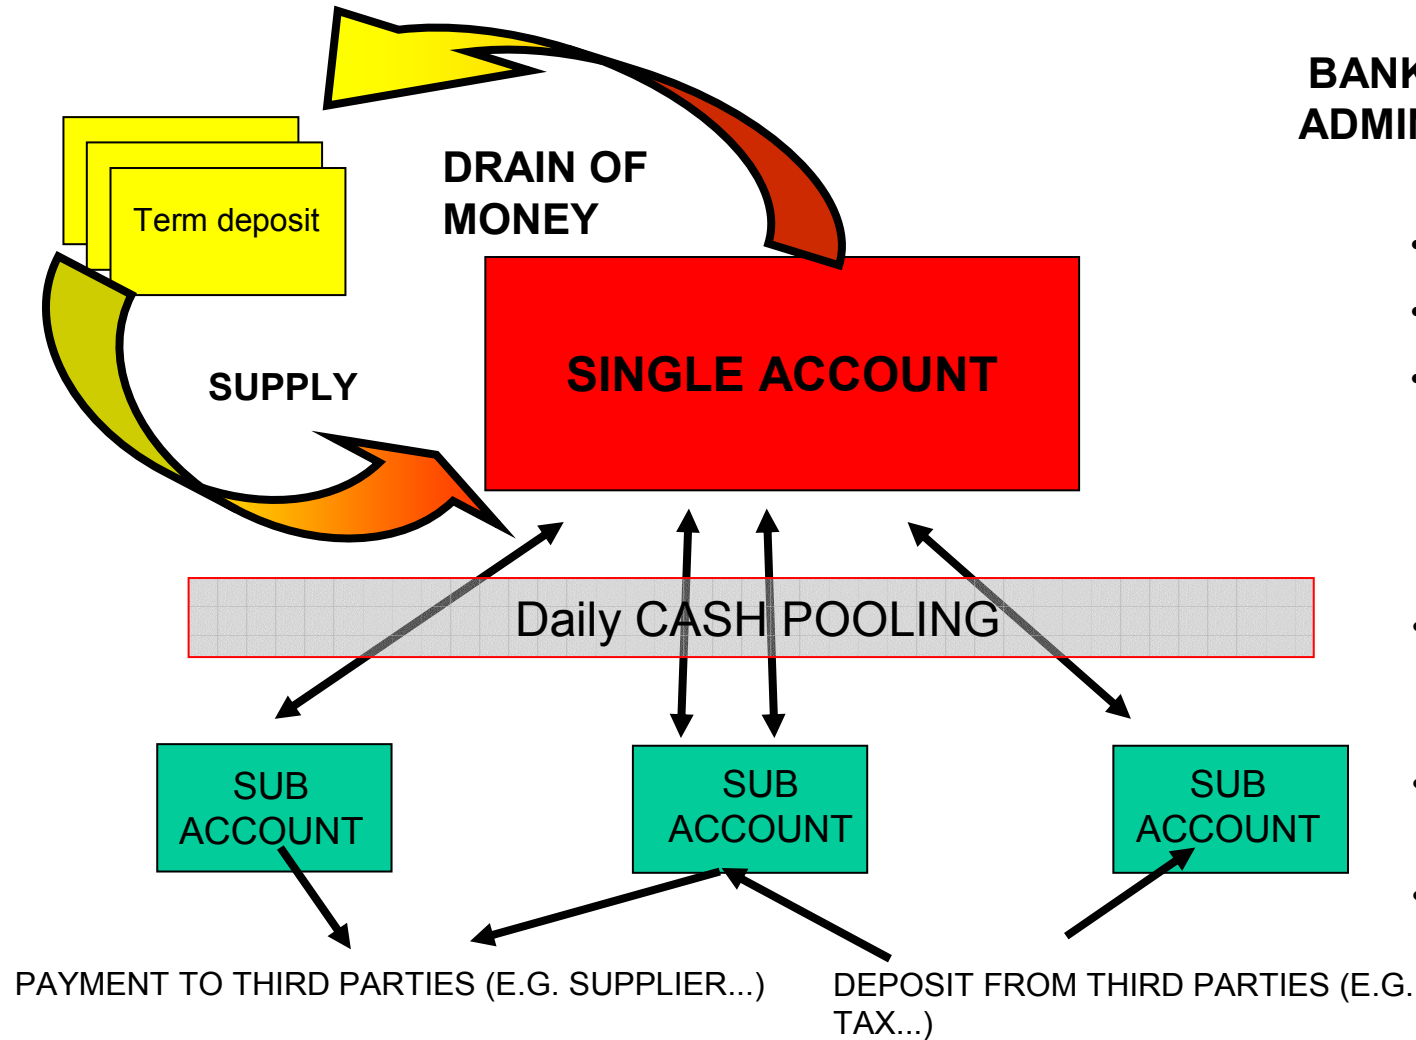 DRAIN OF
MONEY
Term deposit
SUPPLY
SINGLE ACCOUNT
Daily CASH POOLING
SUB
ACCOUNT
SUB
ACCOUNT
SUB
ACCOUNT
PAYMENT TO THIRD PARTIES (E.G. SUPPLIER...)
DEPOSIT FROM THIRD PARTIES (E.G.
TAX...)
BANK
ADMIN
•
•
•
•
•
•